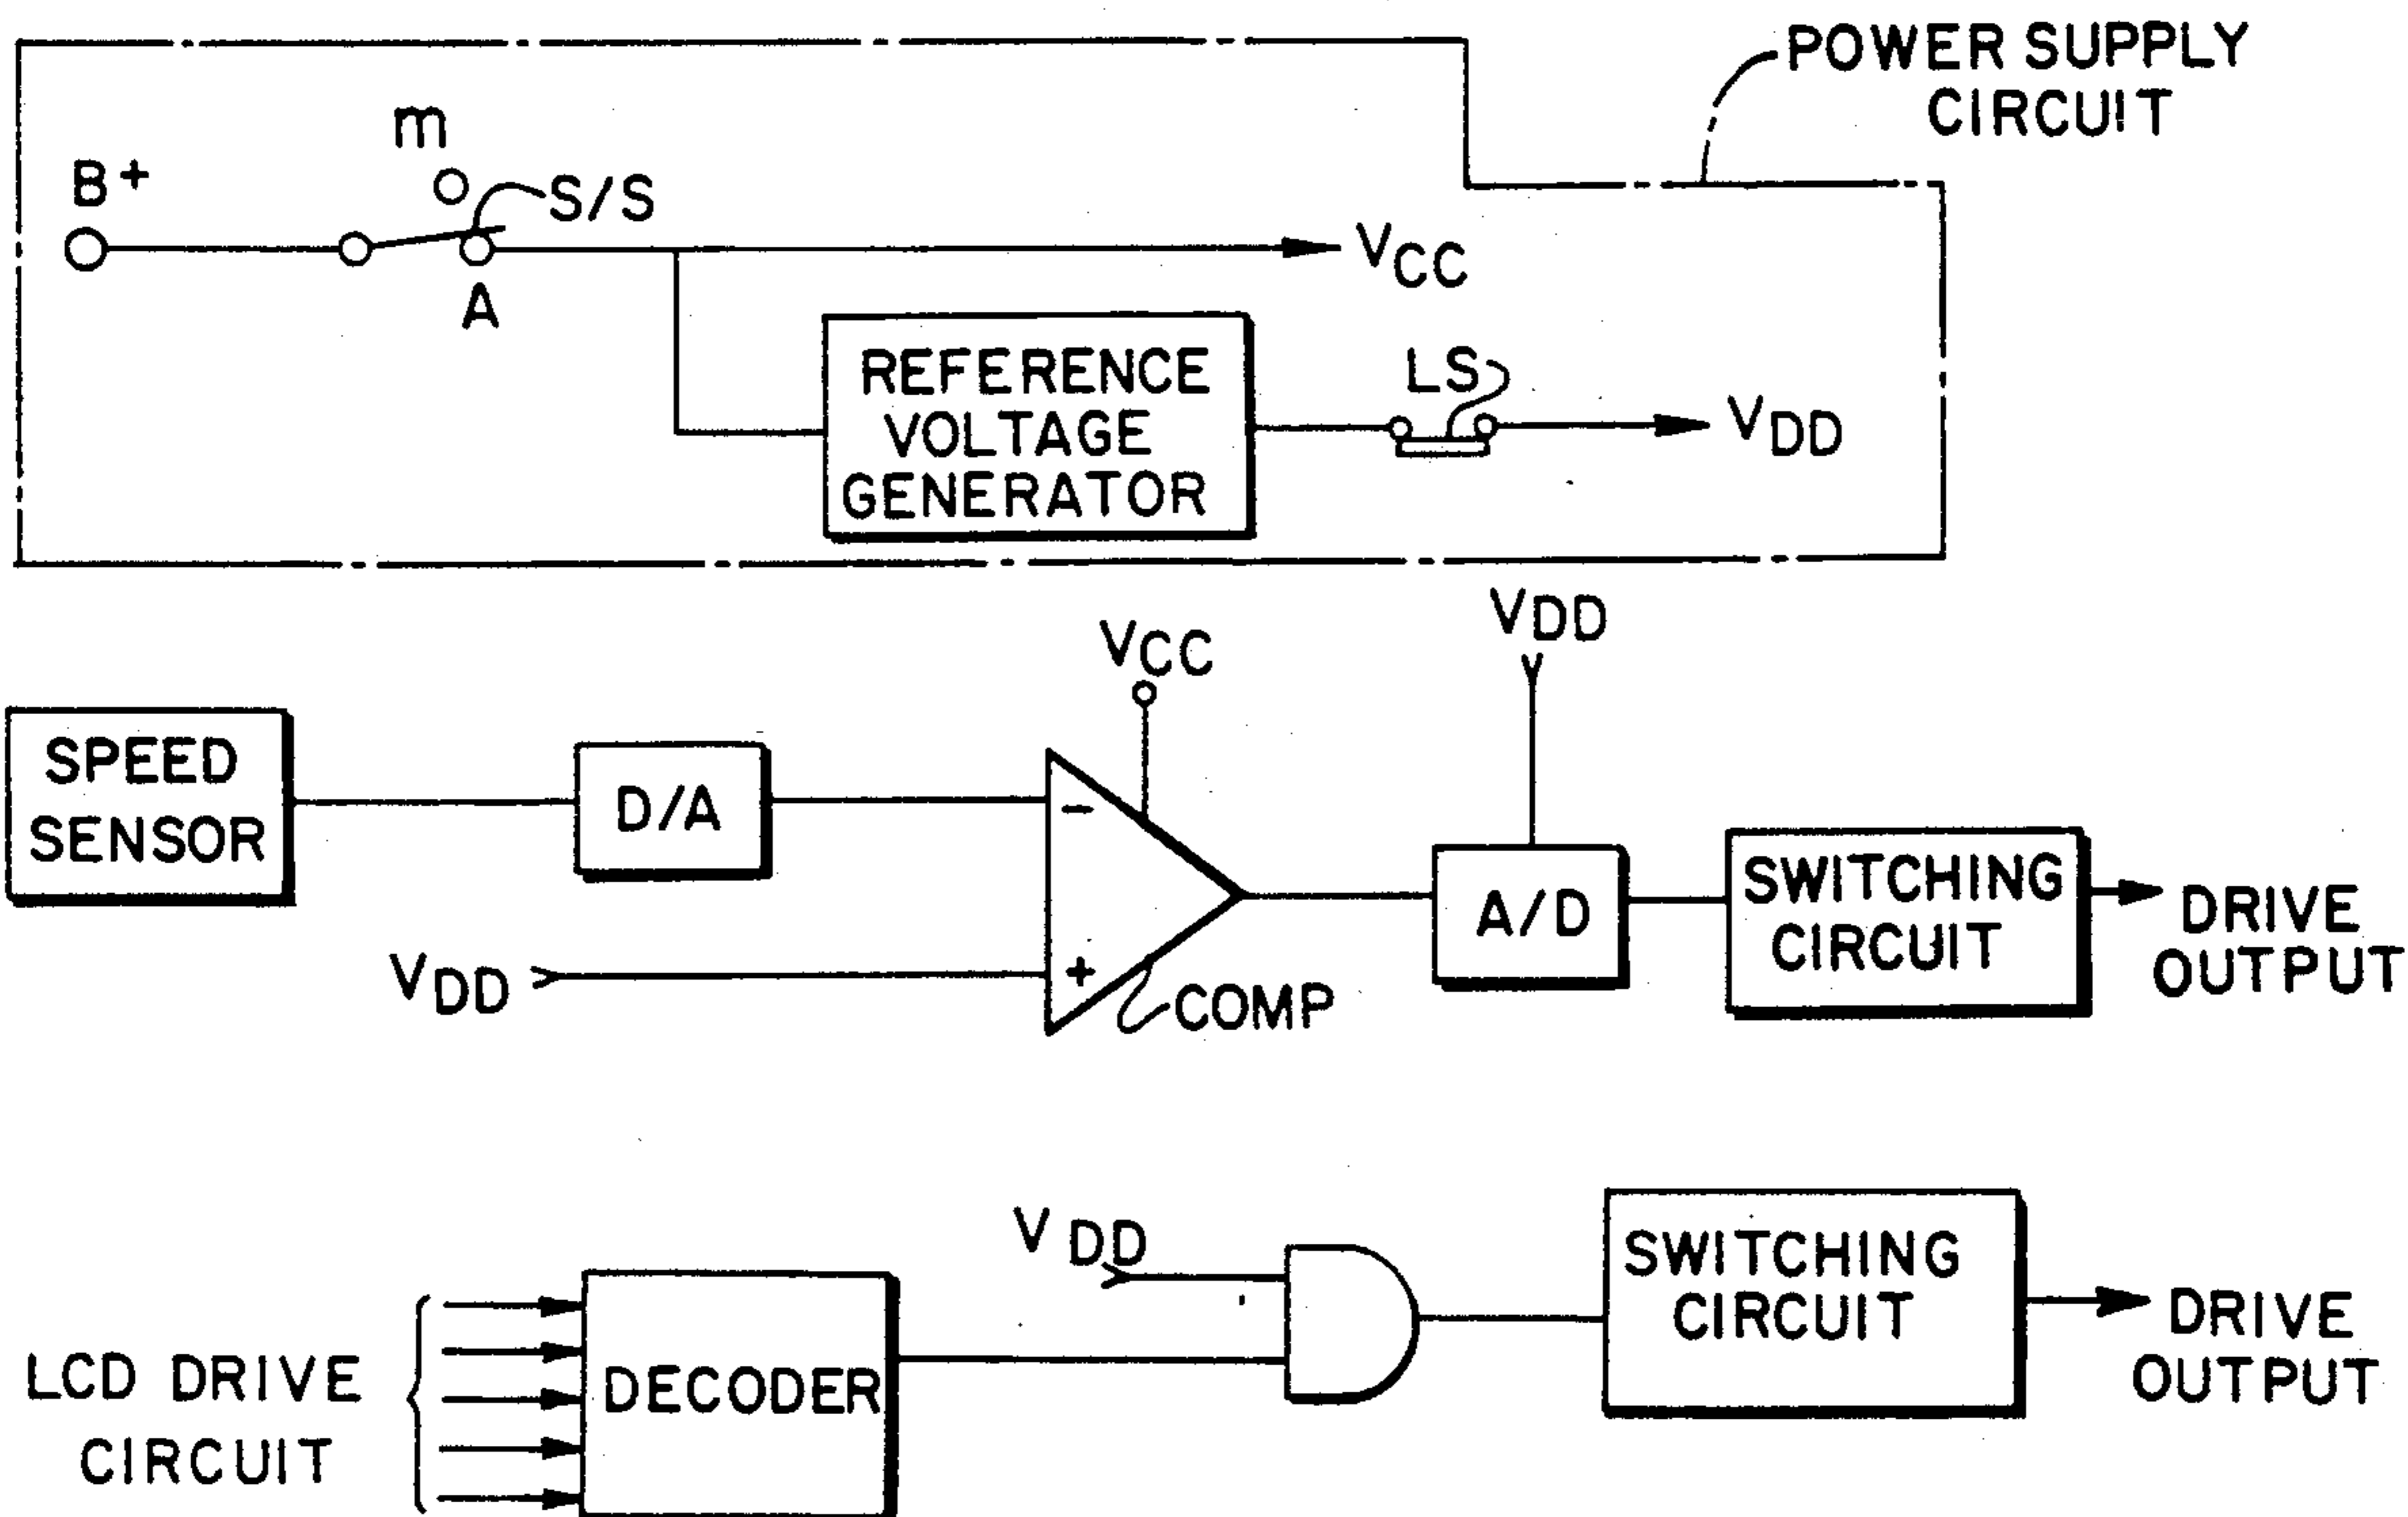 POWER SUPPLY
CIRCUIT
m
B+
S/S
A
VCC
REFERENCE
VOLTAGE
GENERATOR
LS
VDD
VCC
VDD
SPEED
SENSOR
D/A
-
VDD
+
COMP
A/D
SWITCHING
CIRCUIT
DRIVE
OUTPUT
LCD DRIVE
CIRCUIT
DECODER
VDD
SWITCHING
CIRCUIT
DRIVE
OUTPUT